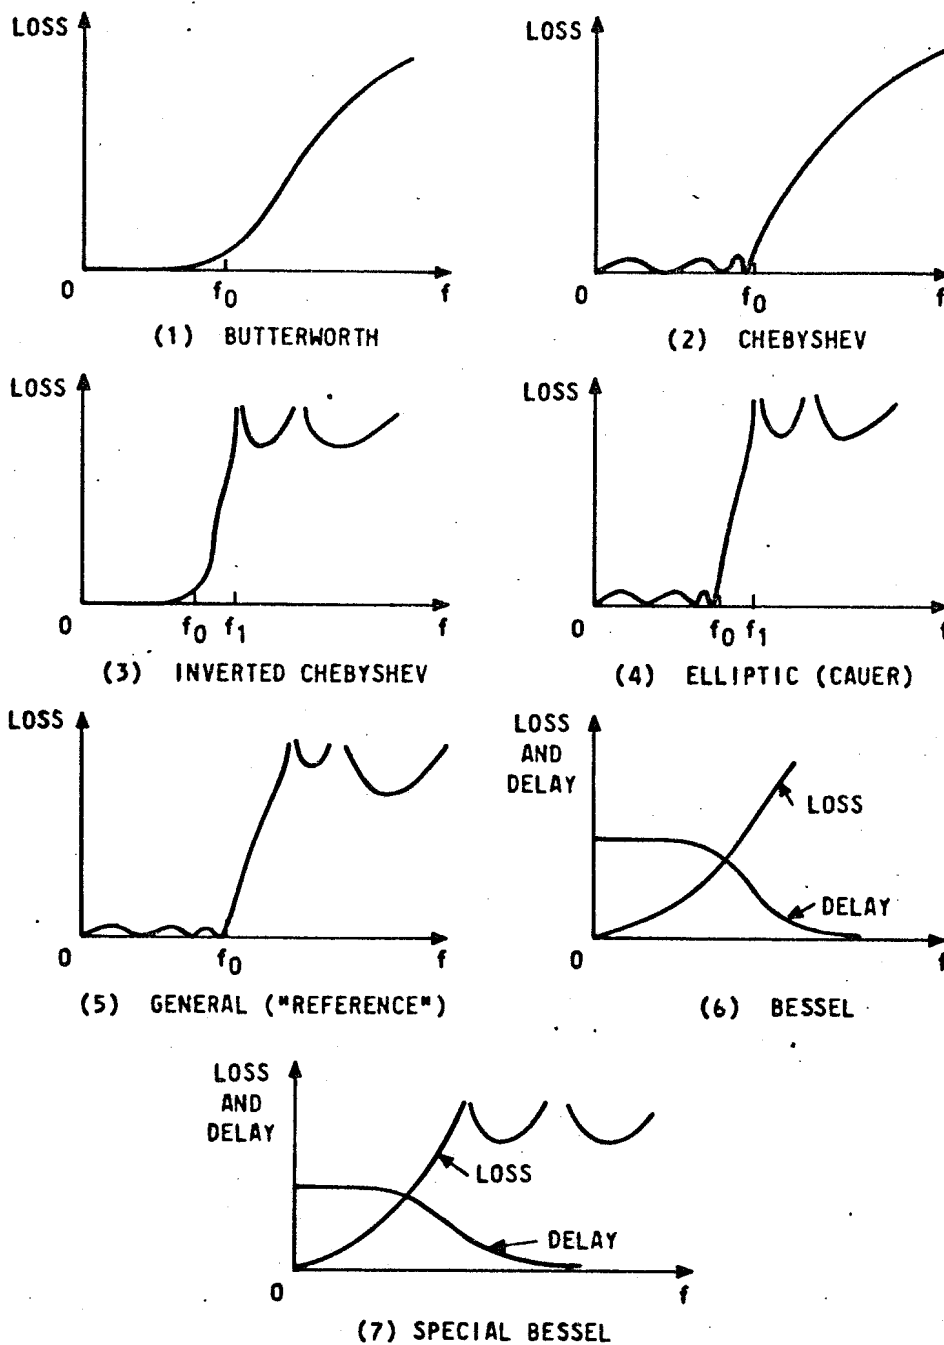 LOSS
0
f0
f
(1) BUTTERWORTH
LOSS
0
f0
f
(2) CHEBYSHEV
LOSS
0
f0 f1
f
(3) INVERTED CHEBYSHEV
LOSS
0
f0 f1
f
(4) ELLIPTIC (CAUER)
LOSS
0
f0
f
(5) GENERAL ("REFERENCE")
LOSS
AND
DELAY
LOSS
DELAY
0
f
(6) BESSEL
LOSS
AND
DELAY
LOSS
DELAY
0
f
(7) SPECIAL BESSEL